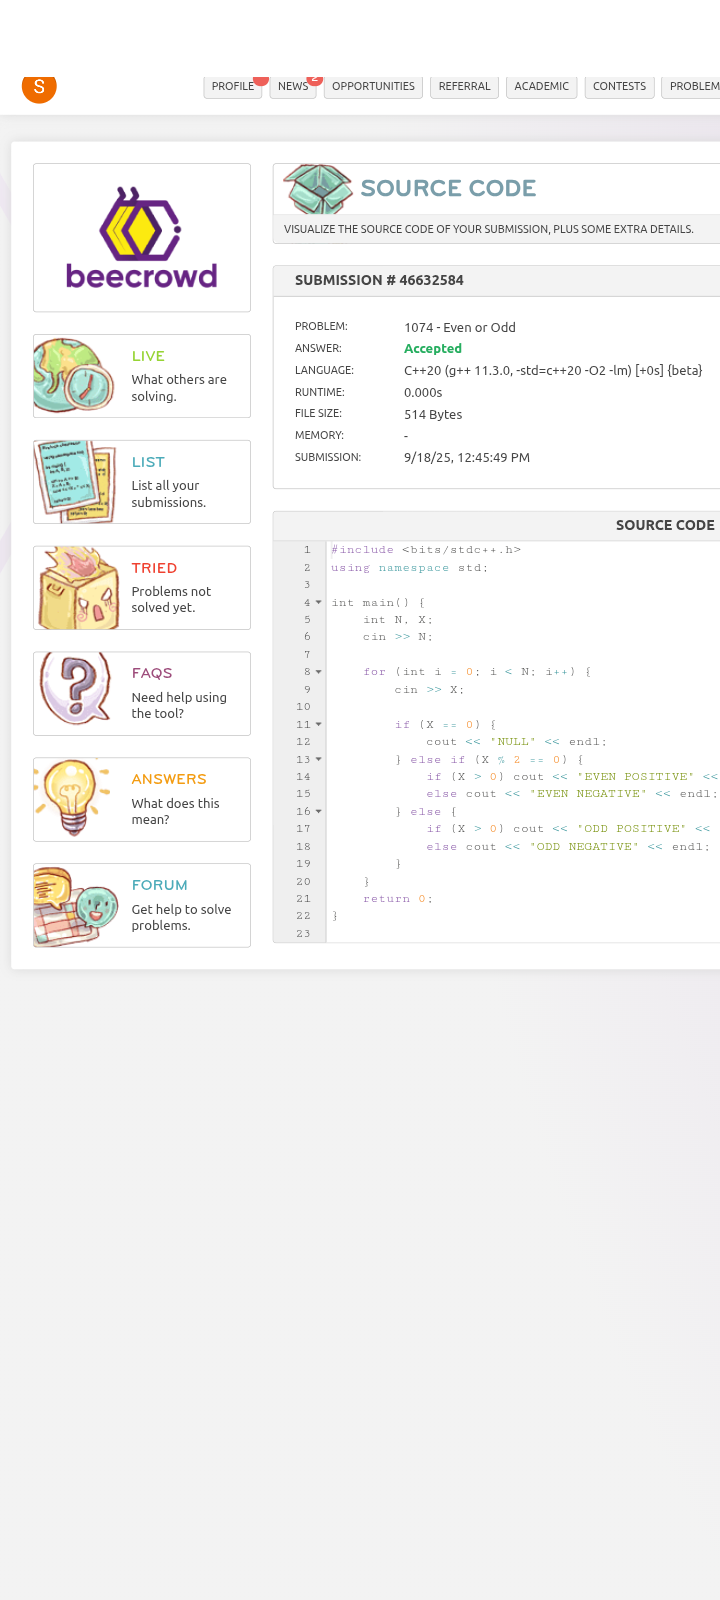 S
PROFILE NEWS 2 OPPORTUNITIES REFERRAL ACADEMIC CONTESTS PROBLEM
beecrowd
LIVE
What others are
solving.
LIST
List all your
submissions.
TRIED
Problems not
solved yet.
FAQS
Need help using
the tool?
ANSWERS
What does this
mean?
FORUM
Get help to solve
problems.
SOURCE CODE
VISUALIZE THE SOURCE CODE OF YOUR SUBMISSION, PLUS SOME EXTRA DETAILS.
SUBMISSION # 46632584
PROBLEM: 1074 - Even or Odd
ANSWER: Accepted
LANGUAGE: C++20 (g++ 11.3.0, -std=c++20 -O2 -lm) [+0s] {beta}
RUNTIME: 0.000s
FILE SIZE: 514 Bytes
MEMORY: -
SUBMISSION: 9/18/25, 12:45:49 PM
SOURCE CODE
1 #include <bits/stdc++.h>
2 using namespace std;
3
4 int main() {
5     int N, X;
6     cin >> N;
7
8     for (int i = 0; i < N; i++) {
9         cin >> X;
10
11         if (X == 0) {
12             cout << "NULL" << endl;
13         } else if (X % 2 == 0) {
14             if (X > 0) cout << "EVEN POSITIVE" <<
15             else cout << "EVEN NEGATIVE" << endl;
16         } else {
17             if (X > 0) cout << "ODD POSITIVE" <<
18             else cout << "ODD NEGATIVE" << endl;
19         }
20     }
21     return 0;
22 }
23